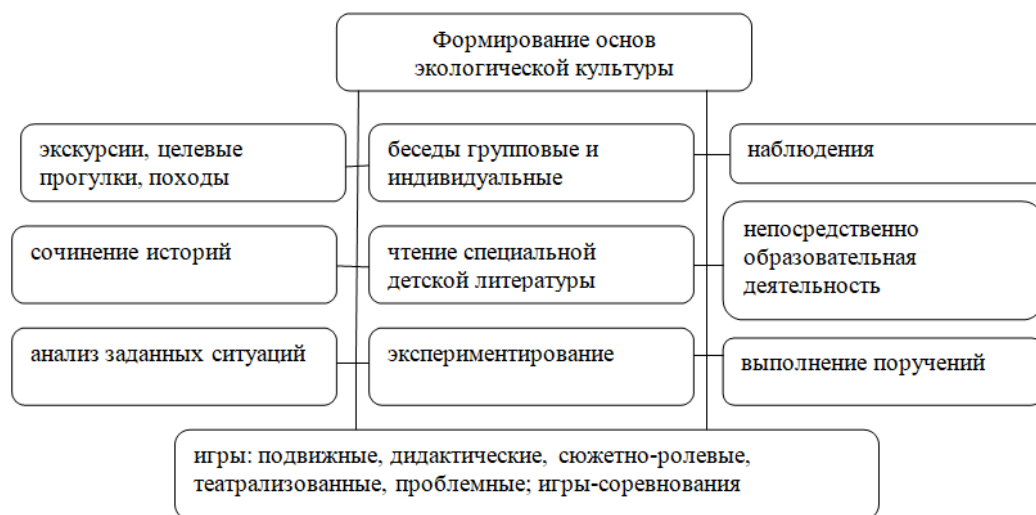 Формирование основ
экологической культуры
экскурсии, целевые
прогулки, походы
беседы групповые и
индивидуальные
наблюдения
сочинение историй
чтение специальной
детской литературы
непосредственно
образовательная
деятельность
анализ заданных ситуаций
экспериментирование
выполнение поручений
игры: подвижные, дидактические, сюжетно-ролевые,
театрализованные, проблемные; игры-соревнования